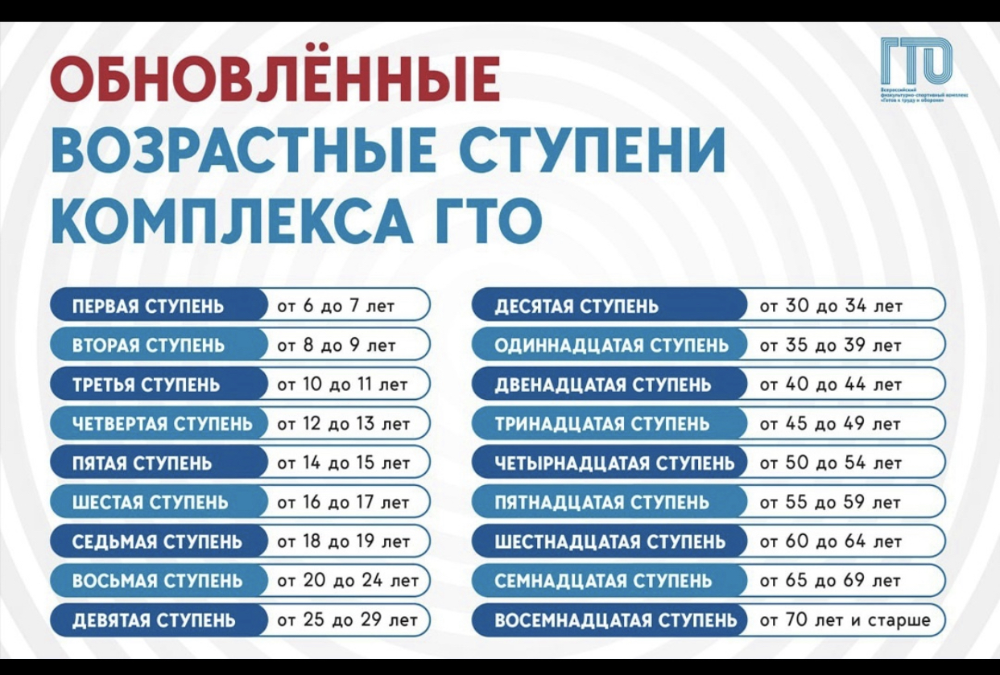 ОБНОВЛЁННЫЕ
ВОЗРАСТНЫЕ СТУПЕНИ
КОМПЛЕКСА ГТО
ГТО
Всероссийский
физкультурно-спортивный комплекс
«Готов к труду и обороне»
ПЕРВАЯ СТУПЕНЬ от 6 до 7 лет
ВТОРАЯ СТУПЕНЬ от 8 до 9 лет
ТРЕТЬЯ СТУПЕНЬ от 10 до 11 лет
ЧЕТВЕРТАЯ СТУПЕНЬ от 12 до 13 лет
ПЯТАЯ СТУПЕНЬ от 14 до 15 лет
ШЕСТАЯ СТУПЕНЬ от 16 до 17 лет
СЕДЬМАЯ СТУПЕНЬ от 18 до 19 лет
ВОСЬМАЯ СТУПЕНЬ от 20 до 24 лет
ДЕВЯТАЯ СТУПЕНЬ от 25 до 29 лет
ДЕСЯТАЯ СТУПЕНЬ от 30 до 34 лет
ОДИННАДЦАТАЯ СТУПЕНЬ от 35 до 39 лет
ДВЕНАДЦАТАЯ СТУПЕНЬ от 40 до 44 лет
ТРИНАДЦАТАЯ СТУПЕНЬ от 45 до 49 лет
ЧЕТЫРНАДЦАТАЯ СТУПЕНЬ от 50 до 54 лет
ПЯТНАДЦАТАЯ СТУПЕНЬ от 55 до 59 лет
ШЕСТНАДЦАТАЯ СТУПЕНЬ от 60 до 64 лет
СЕМНАДЦАТАЯ СТУПЕНЬ от 65 до 69 лет
ВОСЕМНАДЦАТАЯ СТУПЕНЬ от 70 лет и старше